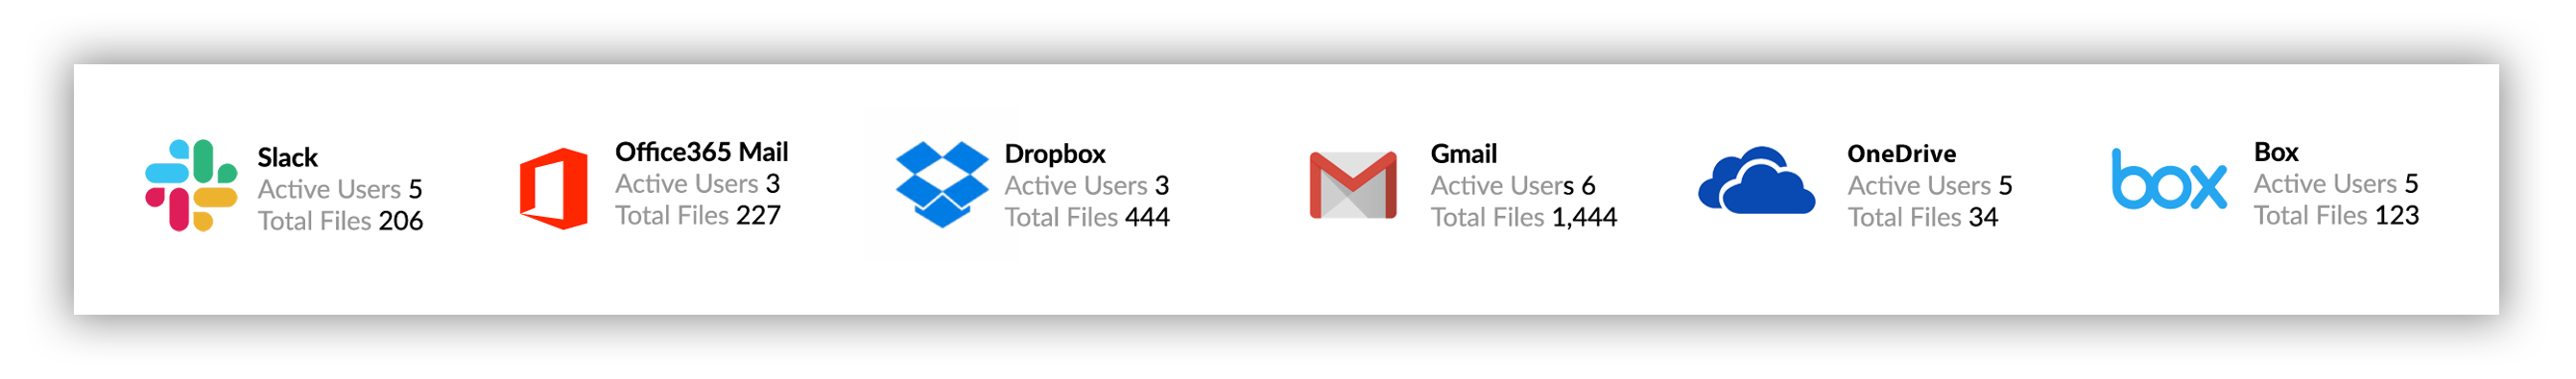 Slack
Active Users 5
Total Files 206
Office365 Mail
Active Users 3
Total Files 227
Dropbox
Active Users 3
Total Files 444
Gmail
Active Users 6
Total Files 1,444
OneDrive
Active Users 5
Total Files 34
box
Box
Active Users 5
Total Files 123